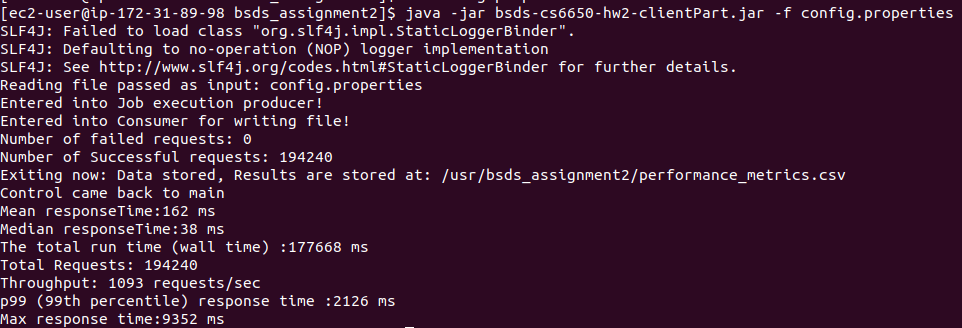 [ec2-user@ip-172-31-89-98 bsds_assignment2]$ java -jar bsds-cs6650-hw2-clientPart.jar -f config.properties
SLF4J: Failed to load class "org.slf4j.impl.StaticLoggerBinder".
SLF4J: Defaulting to no-operation (NOP) logger implementation
SLF4J: See http://www.slf4j.org/codes.html#StaticLoggerBinder for further details.
Reading file passed as input: config.properties
Entered into Job execution producer!
Entered into Consumer for writing file!
Number of failed requests: 0
Number of Successful requests: 194240
Exiting now: Data stored, Results are stored at: /usr/bsds_assignment2/performance_metrics.csv
Control came back to main
Mean responseTime:162 ms
Median responseTime:38 ms
The total run time (wall time) :177668 ms
Total Requests: 194240
Throughput: 1093 requests/sec
p99 (99th percentile) response time :2126 ms
Max response time:9352 ms